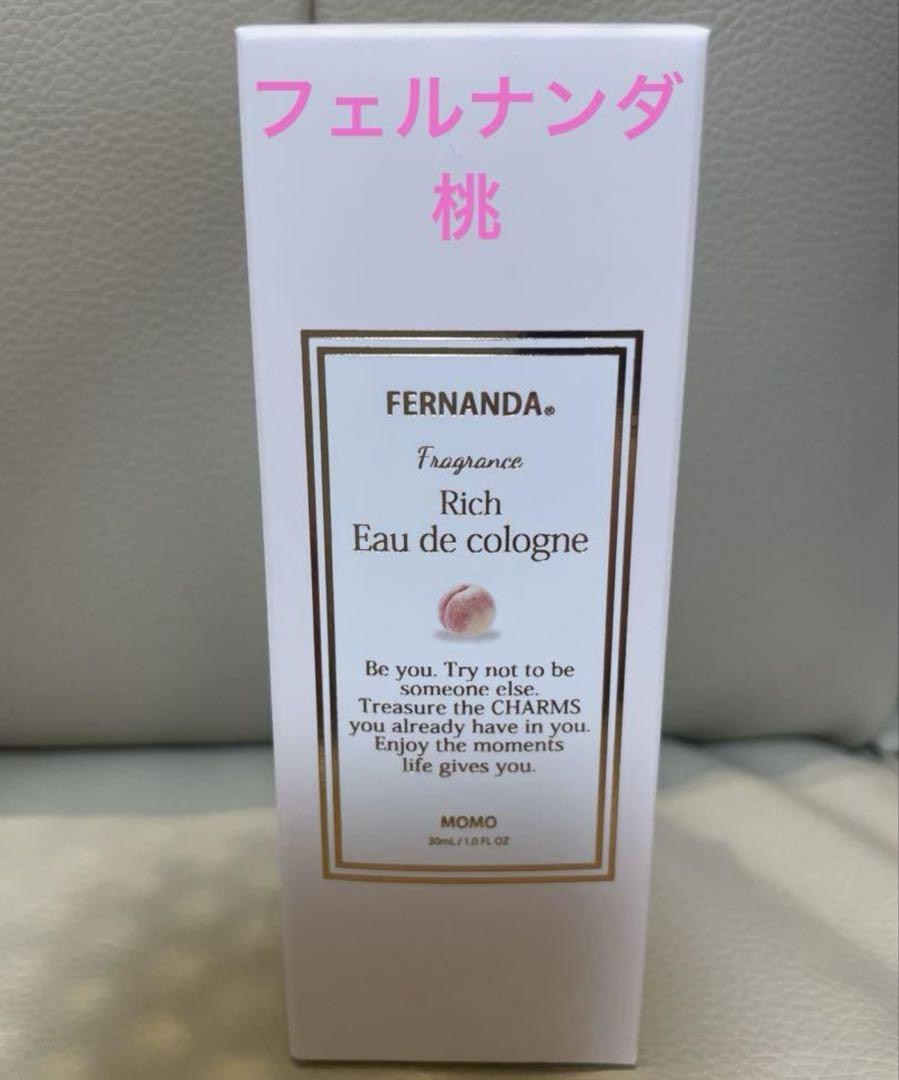 フェルナンダ
桃
FERNANDA®
Fragrance
Rich
Eau de cologne
Be you. Try not to be
someone else.
Treasure the CHARMS
you already have in you.
Enjoy the moments
life gives you.
MOMO
30mL / 1.0 FL OZ